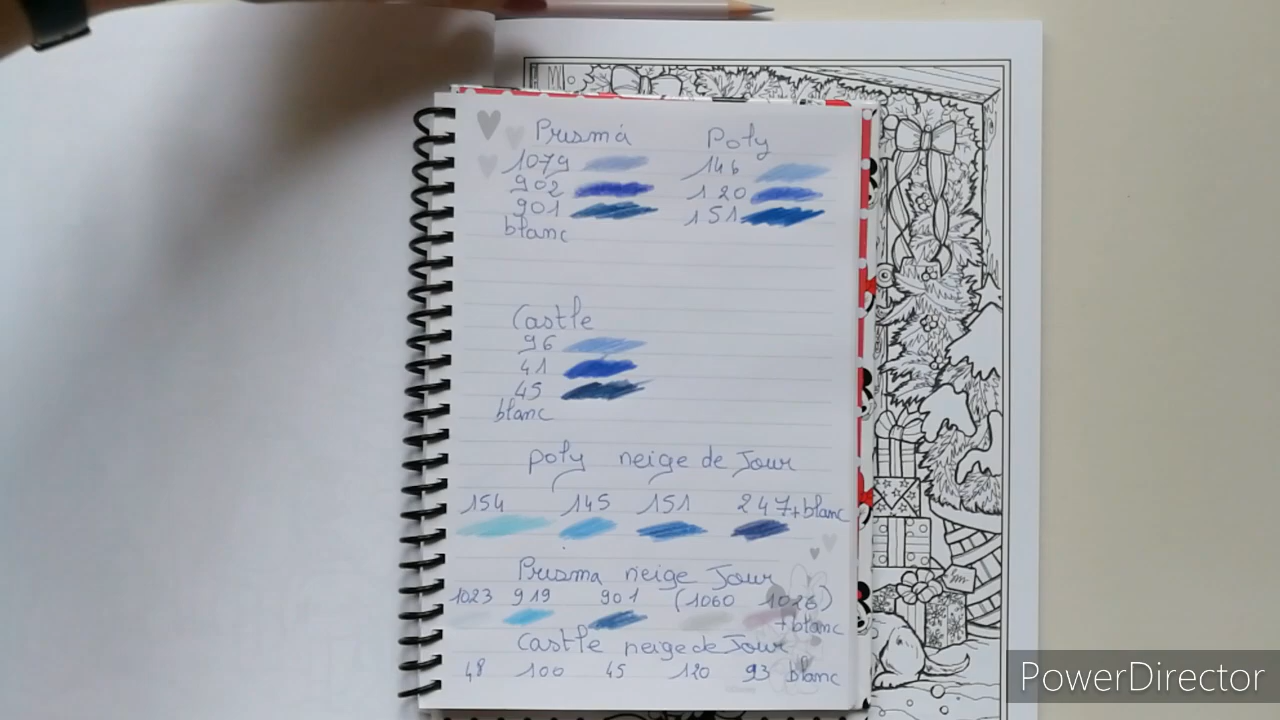 Prisma Poly
1079 146
902 120
901 151
blanc
Castle
96
41
45
blanc
poly neige de Jour
154 145 151 247+blanc
Prisma neige Jour
1023 919 901 (1060 1026)
+blanc
Castle neige de Jour
48 100 45 120 93 blanc
PowerDirector